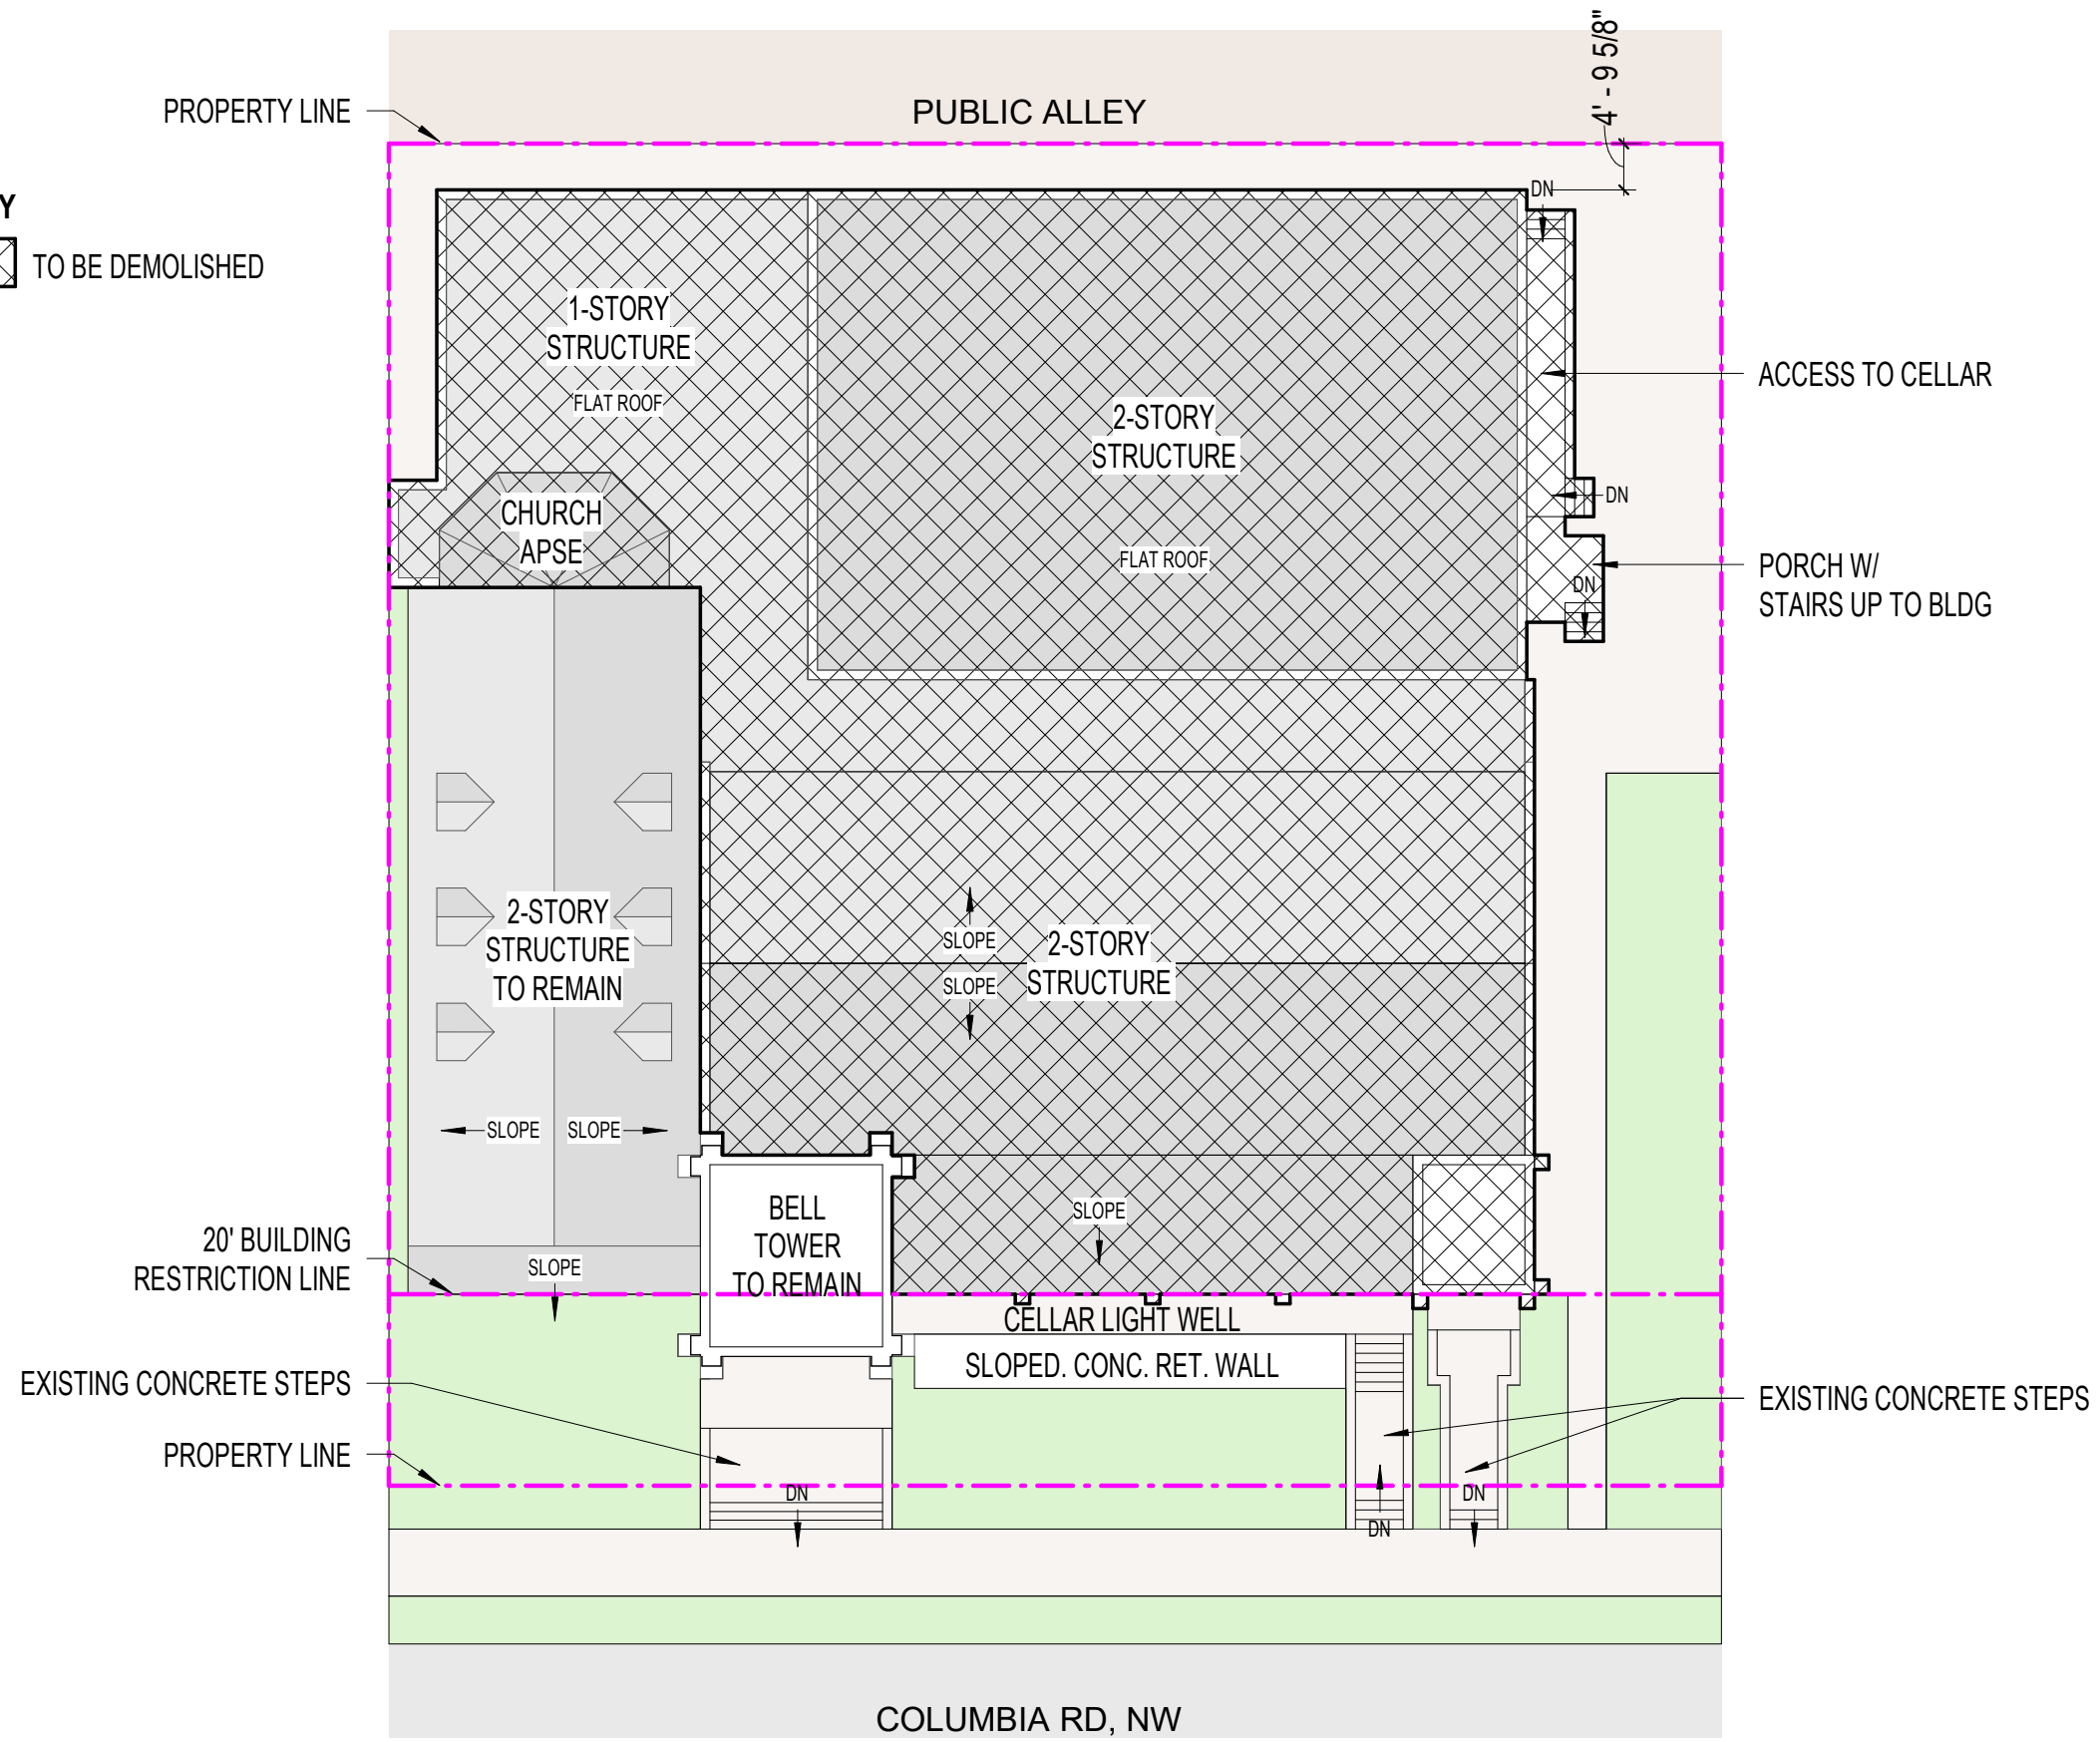 4' - 9 5/8"
PUBLIC ALLEY
PROPERTY LINE
DN
TO BE DEMOLISHED
1-STORY
STRUCTURE
FLAT ROOF
2-STORY
STRUCTURE
FLAT ROOF
ACCESS TO CELLAR
DN
CHURCH
APSE
PORCH W/
STAIRS UP TO BLDG
DN
2-STORY
STRUCTURE
TO REMAIN
SLOPE
SLOPE
2-STORY
STRUCTURE
SLOPE
SLOPE
BELL
TOWER
TO REMAIN
SLOPE
20' BUILDING
RESTRICTION LINE
SLOPE
CELLAR LIGHT WELL
SLOPED. CONC. RET. WALL
EXISTING CONCRETE STEPS
EXISTING CONCRETE STEPS
PROPERTY LINE
DN
DN
DN
COLUMBIA RD, NW